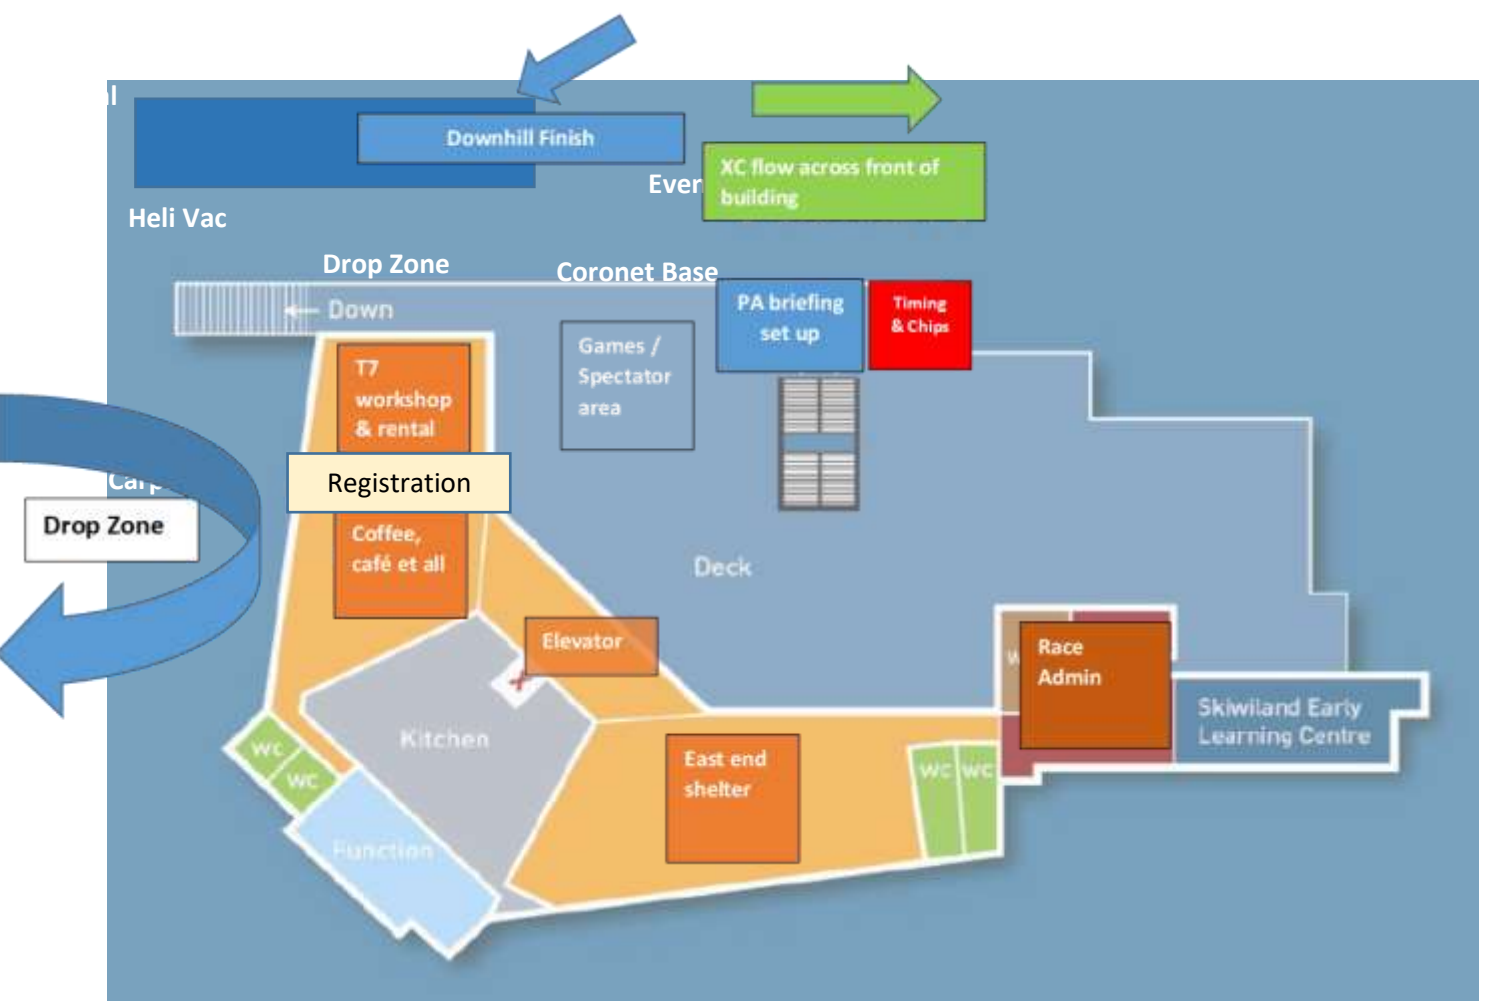 Downhill Finish
XC flow across front of
building
Heli Vac
Drop Zone
Coronet Base
Down
PA briefing
set up
Timing
& Chips
Games /
Spectator
area
T7
workshop
& rental
Registration
Drop Zone
Coffee,
café et all
Deck
Elevator
Race
Admin
Skiwiland Early
Learning Centre
Kitchen
WC
WC
East end
shelter
WC
WC
Function